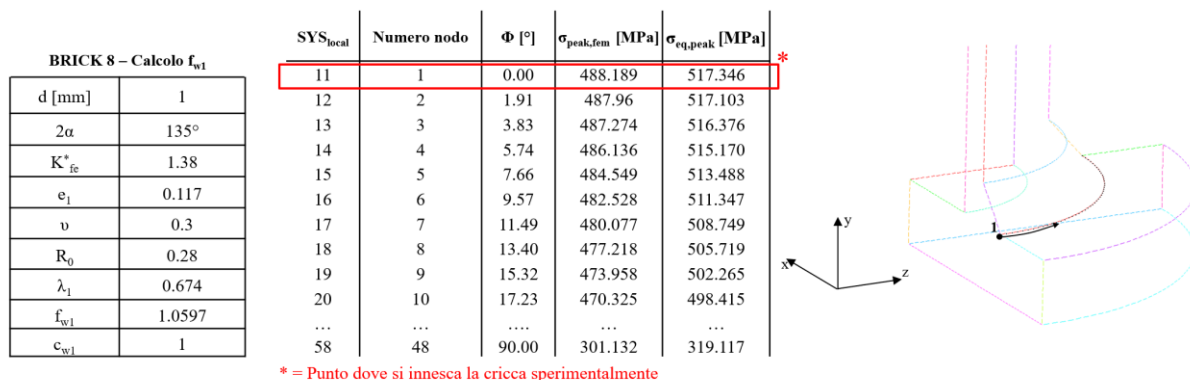 BRICK 8 – Calcolo fw1
d [mm] 1
2α 135°
K*fe 1.38
e1 0.117
υ 0.3
R0 0.28
λ1 0.674
fw1 1.0597
cw1 1
SYSlocal Numero nodo Φ [°] σpeak,fem [MPa] σeq,peak [MPa]
*
11 1 0.00 488.189 517.346
12 2 1.91 487.96 517.103
13 3 3.83 487.274 516.376
14 4 5.74 486.136 515.170
15 5 7.66 484.549 513.488
16 6 9.57 482.528 511.347
17 7 11.49 480.077 508.749
18 8 13.40 477.218 505.719
19 9 15.32 473.958 502.265
20 10 17.23 470.325 498.415
… … …. … …
58 48 90.00 301.132 319.117
* = Punto dove si innesca la cricca sperimentalmente
1
y
x
z